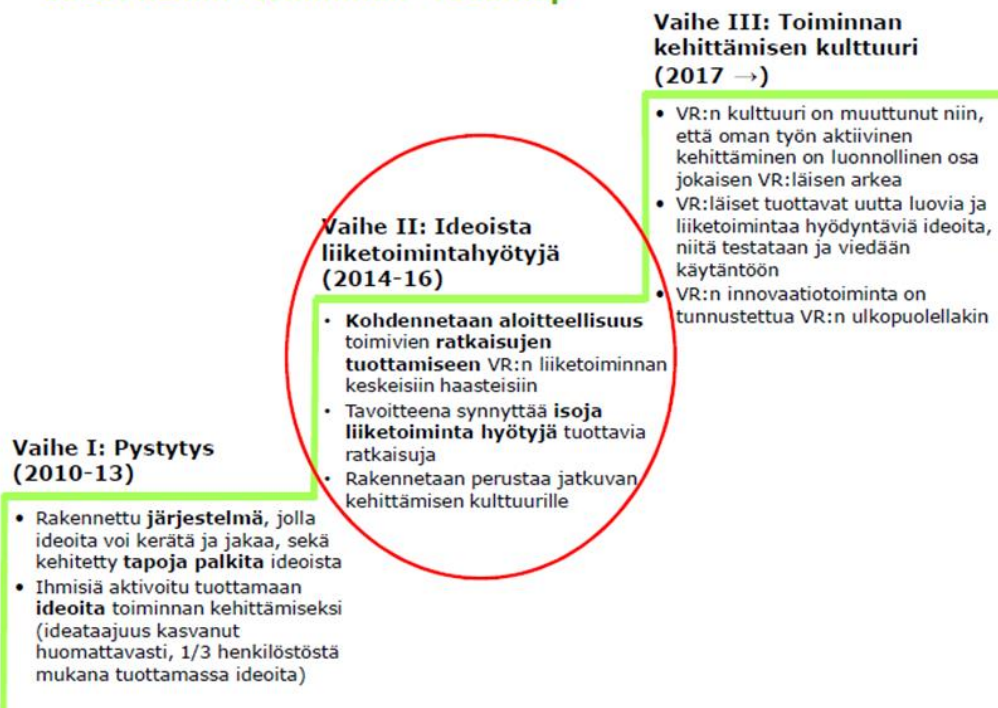 Vaihe III: Toiminnan
kehittämisen kulttuuri
(2017 →)
• VR:n kulttuuri on muuttunut niin,
että oman työn aktiivinen
kehittäminen on luonnollinen osa
jokaisen VR:läisen arkea
• VR:läiset tuottavat uutta luovia ja
liiketoimintaa hyödyntäviä ideoita,
niitä testataan ja viedään
käytäntöön
• VR:n innovaatiotoiminta on
tunnustettua VR:n ulkopuolellakin
Vaihe II: Ideoista
liiketoimintahyötyjä
(2014-16)
• Kohdennetaan aloitteellisuus
toimivien ratkaisujen
tuottamiseen VR:n liiketoiminnan
keskeisiin haasteisiin
• Tavoitteena synnyttää isoja
liiketoiminta hyötyjä tuottavia
ratkaisuja
• Rakennetaan perustaa jatkuvan
kehittämisen kulttuurille
Vaihe I: Pystytys
(2010-13)
• Rakennettu järjestelmä, jolla
ideoita voi kerätä ja jakaa, sekä
kehitetty tapoja palkita ideoista
• Ihmisiä aktivoitu tuottamaan
ideoita toiminnan kehittämiseksi
(ideataajuus kasvanut
huomattavasti, 1/3 henkilöstöstä
mukana tuottamassa ideoita)